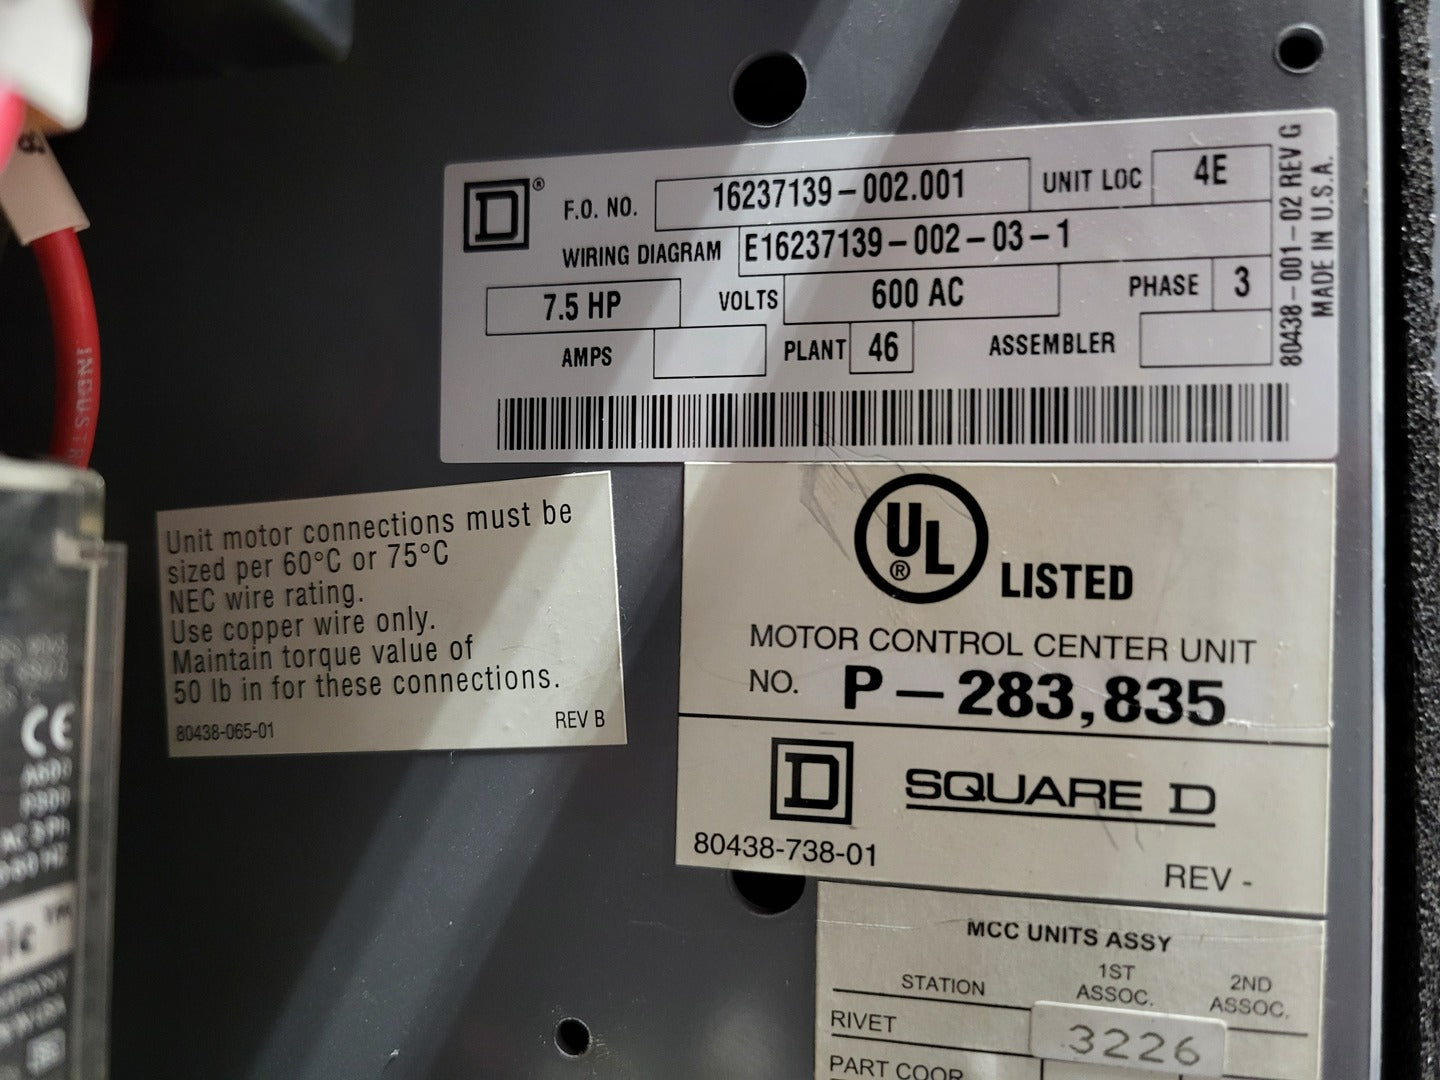 8
INDUSTR
D®
F.O. NO. 16237139-002.001 UNIT LOC 4E
WIRING DIAGRAM E16237139-002-03-1
7.5 HP VOLTS 600 AC PHASE 3
AMPS PLANT 46 ASSEMBLER
80438-001-02 REV G
MADE IN U.S.A.
Unit motor connections must be
sized per 60°C or 75°C
NEC wire rating.
Use copper wire only.
Maintain torque value of
50 lb in for these connections.
80438-065-01 REV B
UL® LISTED
MOTOR CONTROL CENTER UNIT
NO. P-283,835
D SQUARE D
80438-738-01 REV -
MCC UNITS ASSY
STATION 1ST ASSOC. 2ND ASSOC.
RIVET 3226
PART COOR
CE